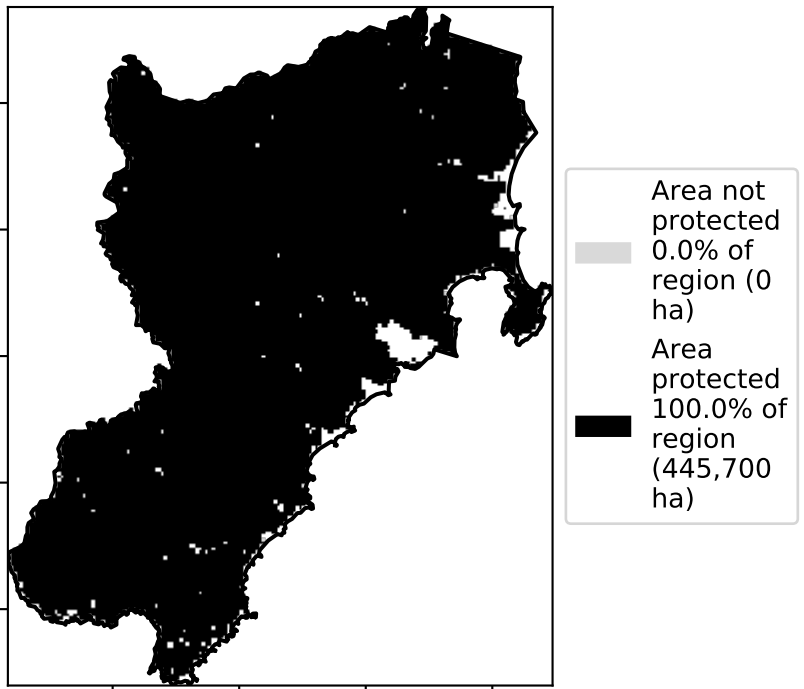 Area not
protected
0.0% of
region (0
ha)
Area
protected
100.0% of
region
(445,700
ha)